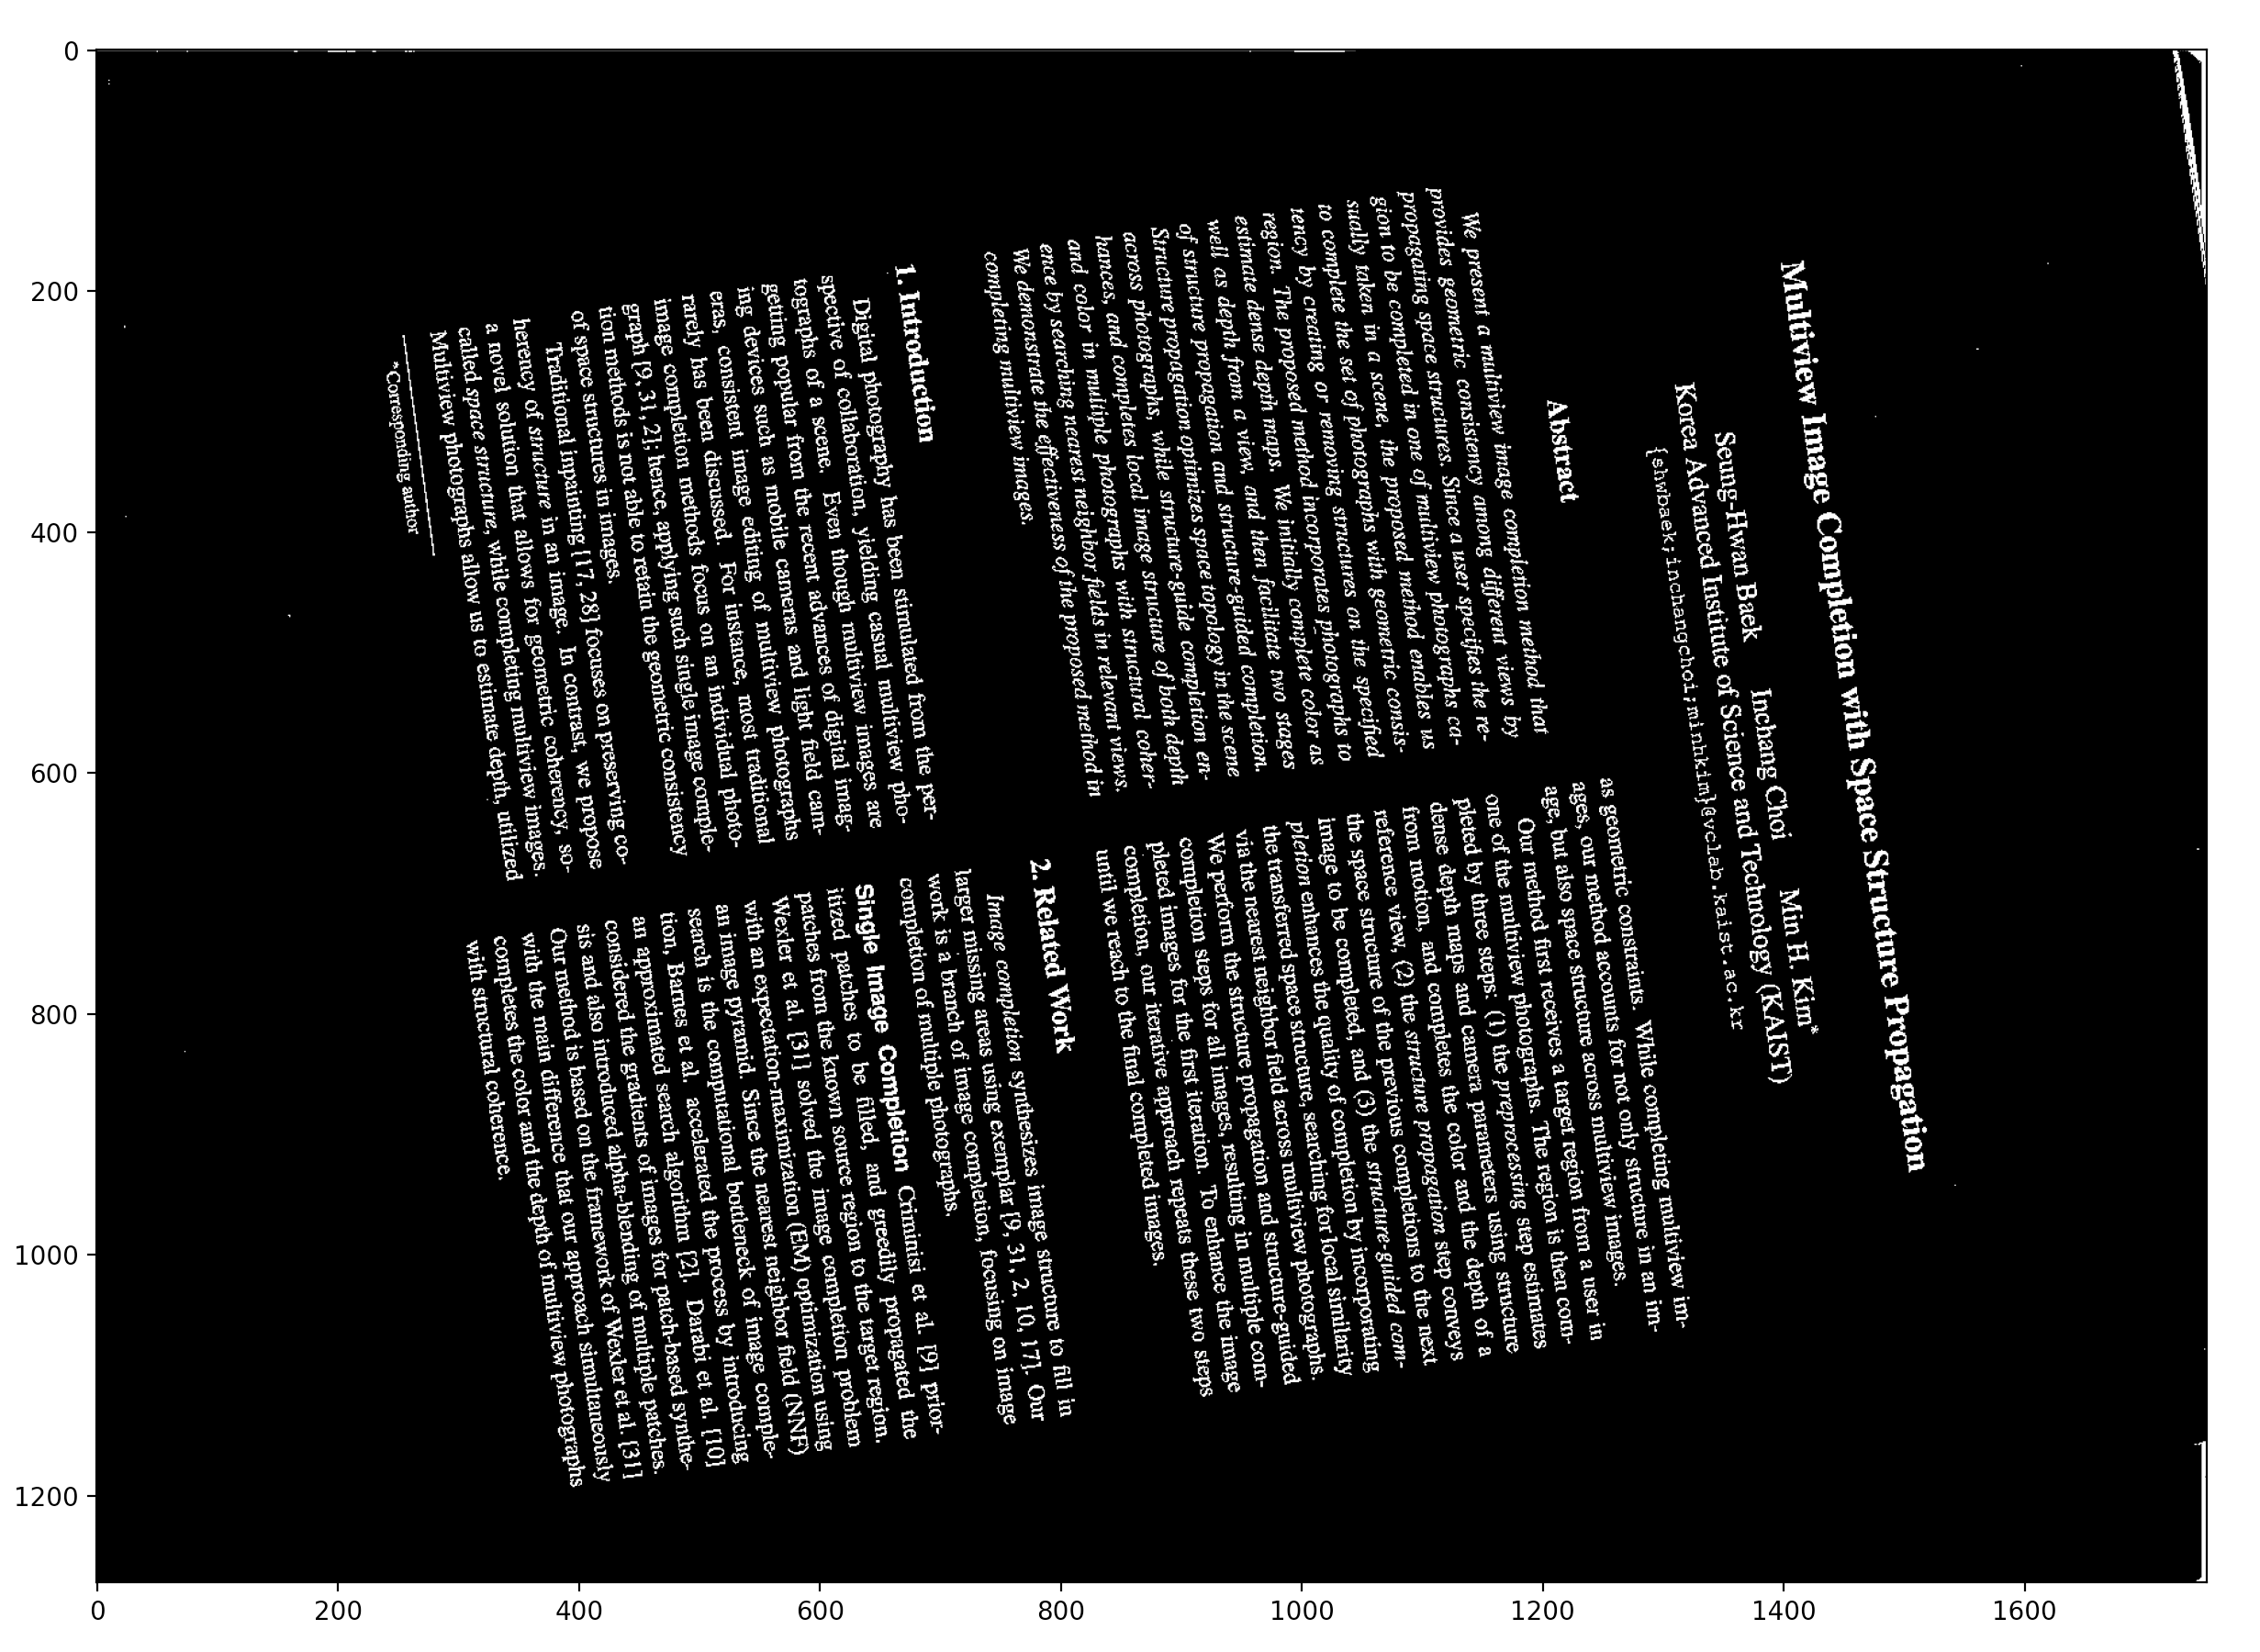 Multiview Image Completion with Space Structure Propagation
Seung-Hwan Baek Inchang Choi Min H. Kim*
Korea Advanced Institute of Science and Technology (KAIST)
{shwbaek;inchangchoi;minhkim}@vclab.kaist.ac.kr
Abstract
We present a multiview image completion method that
provides geometric consistency among different views by
propagating space structures. Since a user specifies the re-
gion to be completed in one of multiview photographs ca-
sually taken in a scene, the proposed method enables us
to complete the set of photographs with geometric consis-
tency by creating or removing structures on the specified
region. The proposed method incorporates photographs to
estimate dense depth maps. We initially complete color as
well as depth from a view, and then facilitate two stages
of structure propagation and structure-guided completion.
Structure propagation optimizes space topology in the scene
across photographs, while structure-guide completion en-
hances, and completes local image structure of both depth
and color in multiple photographs with structural coher-
ence by searching nearest neighbor fields in relevant views.
We demonstrate the effectiveness of the proposed method in
completing multiview images.
1. Introduction
Digital photography has been stimulated from the per-
spective of collaboration, yielding casual multiview pho-
tographs of a scene. Even though multiview images are
getting popular from the recent advances of digital imag-
ing devices such as mobile cameras and light field cam-
eras, consistent image editing of multiview photographs
rarely has been discussed. For instance, most traditional
image completion methods focus on an individual photo-
graph [9, 31, 2]; hence, applying such single image comple-
tion methods is not able to retain the geometric consistency
of space structures in images.
Traditional inpainting [17, 28] focuses on preserving co-
herency of structure in an image. In contrast, we propose
a novel solution that allows for geometric coherency, so-
called space structure, while completing multiview images.
Multiview photographs allow us to estimate depth, utilized
*Corresponding author
as geometric constraints. While completing multiview im-
ages, our method accounts for not only structure in an im-
age, but also space structure across multiview images.
Our method first receives a target region from a user in
one of the multiview photographs. The region is then com-
pleted by three steps: (1) the preprocessing step estimates
dense depth maps and camera parameters using structure
from motion, and completes the color and the depth of a
reference view, (2) the structure propagation step conveys
the space structure of the previous completions to the next
image to be completed, and (3) the structure-guided com-
pletion enhances the quality of completion by incorporating
the transferred space structure, searching for local similarity
via the nearest neighbor field across multiview photographs.
We perform the structure propagation and structure-guided
completion steps for all images, resulting in multiple com-
pleted images for the first iteration. To enhance the image
completion, our iterative approach repeats these two steps
until we reach to the final completed images.
2. Related Work
Image completion synthesizes image structure to fill in
larger missing areas using exemplar [9, 31, 2, 10, 17]. Our
work is a branch of image completion, focusing on image
completion of multiple photographs.
Single Image Completion Criminisi et al. [9] prior-
itized patches to be filled, and greedily propagated the
patches from the known source region to the target region.
Wexler et al. [31] solved the image completion problem
with an expectation-maximization (EM) optimization using
an image pyramid. Since the nearest neighbor field (NNF)
search is the computational bottleneck of image comple-
tion, Barnes et al. accelerated the process by introducing
an approximated search algorithm [2]. Darabi et al. [10]
considered the gradients of images for patch-based synthe-
sis and also introduced alpha-blending of multiple patches.
Our method is based on the framework of Wexler et al. [31]
with the main difference that our approach simultaneously
completes the color and the depth of multiview photographs
with structural coherence.
0
200
400
600
800
1000
1200
0
200
400
600
800
1000
1200
1400
1600